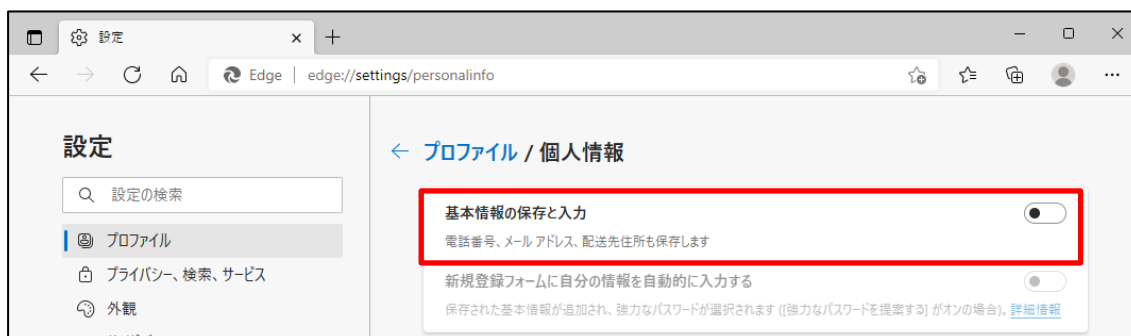 設定
Edge | edge://settings/personalinfo
設定
設定の検索
プロファイル
プライバシー、検索、サービス
外観
プロファイル / 個人情報
基本情報の保存と入力
電話番号、メール アドレス、配送先住所も保存します
新規登録フォームに自分の情報を自動的に入力する
保存された基本情報が追加され、強力なパスワードが選択されます ([強力なパスワードを提案する] がオンの場合)。詳細情報